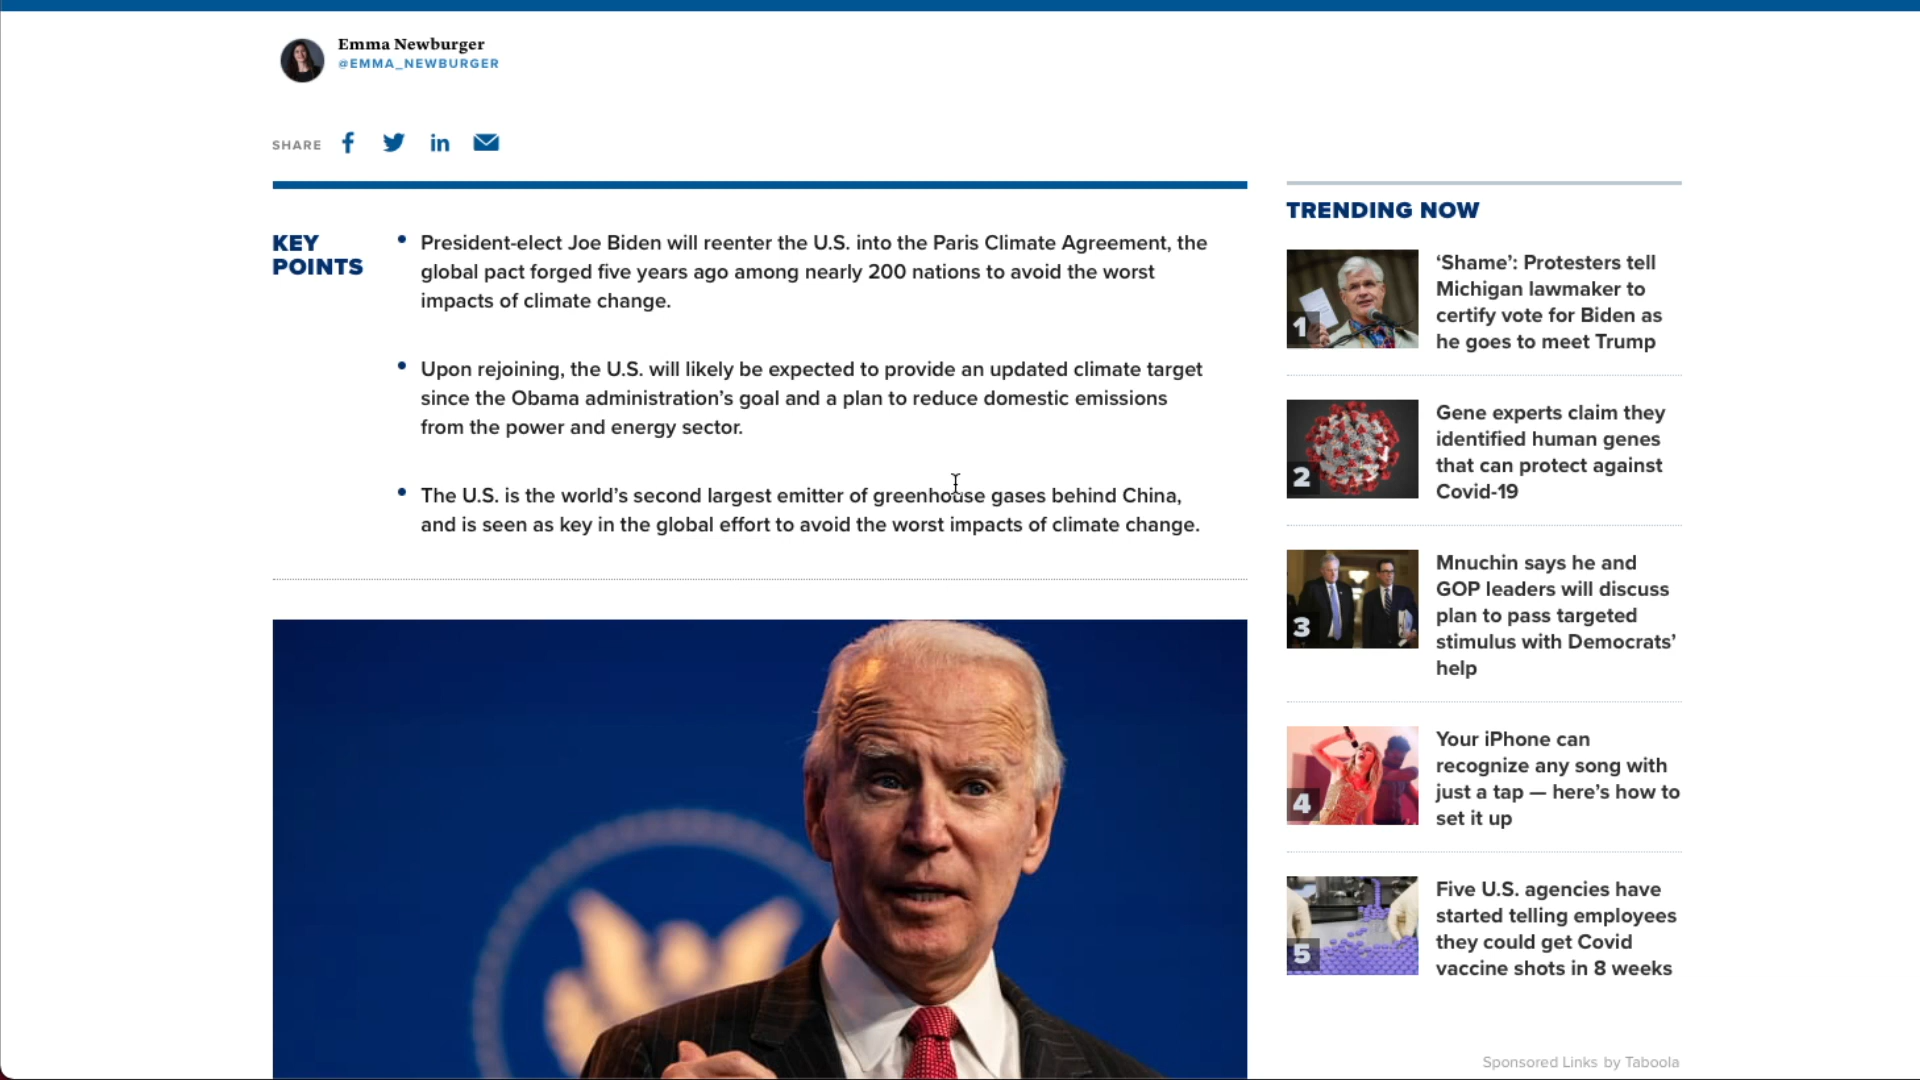 Emma Newburger
@EMMA_NEWBURGER
SHARE
KEY
POINTS
President-elect Joe Biden will reenter the U.S. into the Paris Climate Agreement, the
global pact forged five years ago among nearly 200 nations to avoid the worst
impacts of climate change.
Upon rejoining, the U.S. will likely be expected to provide an updated climate target
since the Obama administration’s goal and a plan to reduce domestic emissions
from the power and energy sector.
The U.S. is the world’s second largest emitter of greenhouse gases behind China,
and is seen as key in the global effort to avoid the worst impacts of climate change.
TRENDING NOW
1
‘Shame’: Protesters tell
Michigan lawmaker to
certify vote for Biden as
he goes to meet Trump
2
Gene experts claim they
identified human genes
that can protect against
Covid-19
3
Mnuchin says he and
GOP leaders will discuss
plan to pass targeted
stimulus with Democrats’
help
4
Your iPhone can
recognize any song with
just a tap — here’s how to
set it up
5
Five U.S. agencies have
started telling employees
they could get Covid
vaccine shots in 8 weeks
Sponsored Links by Taboola